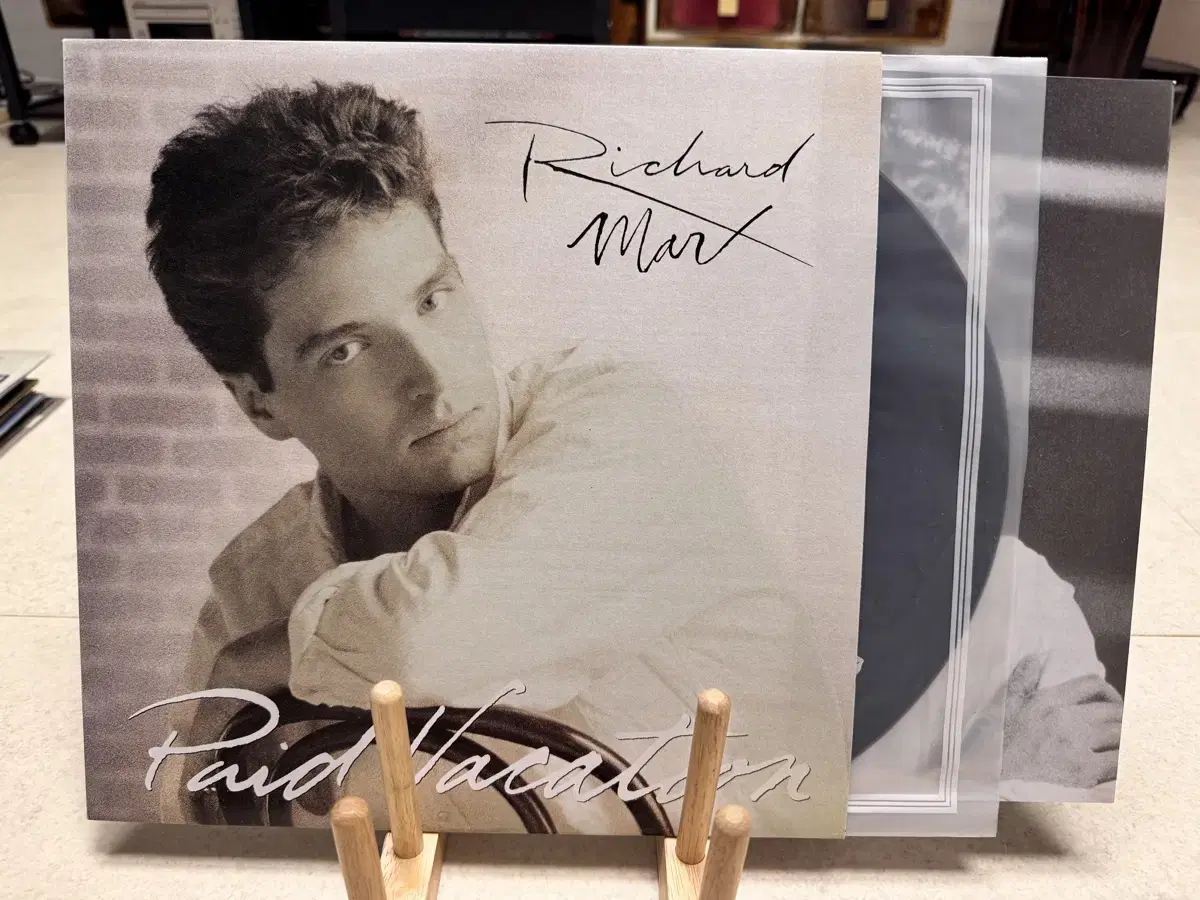 Richard
Marx
Paid Vacation